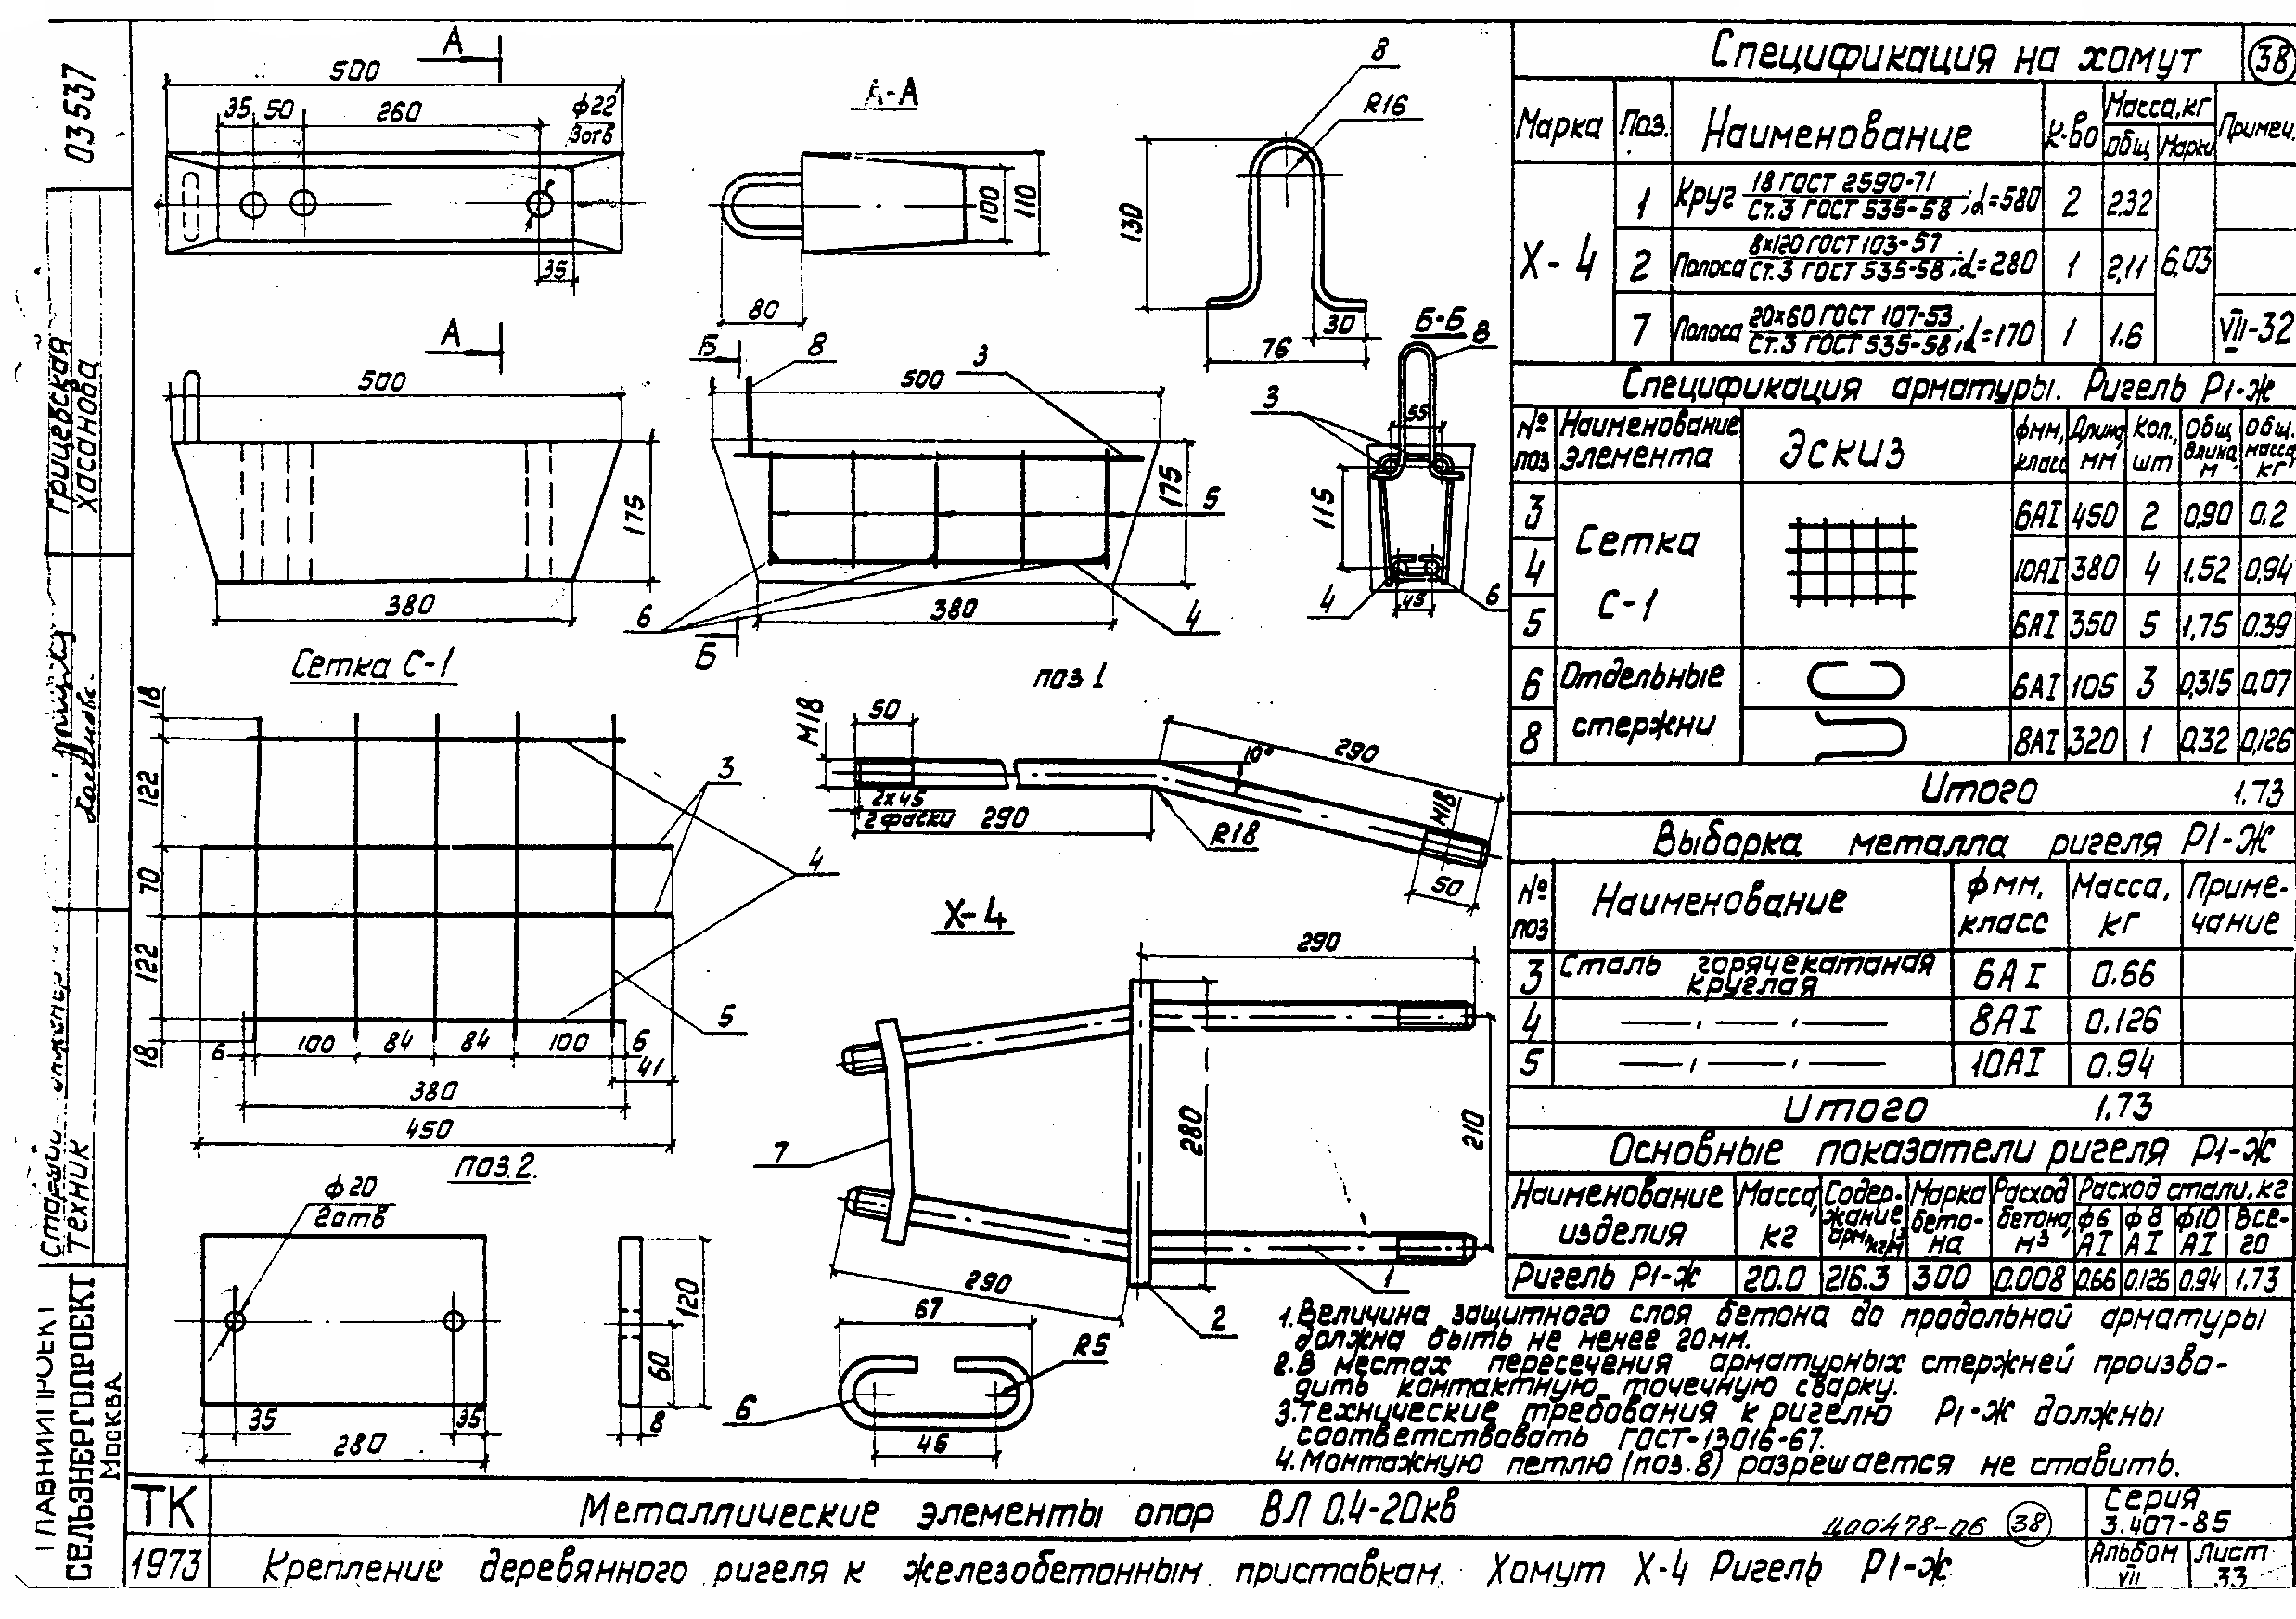 03537
Грицевская
Хасанова
Техник
СЕЛЬЭНЕРГОПРОЕКТ
Москва
А
500
35 50 260
ф22
3отв
35
А-А
100
110
80
8
R16
130
30
76
А
500
175
380
Б
8
3
500
175
5
6
380
4
Б
Б-Б
8
3
55
115
4
45
6
Сетка С-1
18
122
70
122
18
3
4
5
6 100 84 84 100 6
41
380
450
поз 1
М18
50
10°
290
2х45
2 фаски
290
R18
М18
50
Х-4
290
280
210
7
290
1
2
поз.2.
ф20
2отв
35
35
280
120
60
8
67
R5
6
46
Спецификация на хомут
38
Марка Поз. Наименование К-во Масса,кг Примеч.
Общ Марки
Х-4
1 Круг 18 ГОСТ 2590-71 / Ст.3 ГОСТ 535-58 ;d=580 2 2.32
2 Полоса 8х120 ГОСТ 103-57 / Ст.3 ГОСТ 535-58 ;d=280 1 2,11 6,03
7 Полоса 20х60 ГОСТ 107-53 / Ст.3 ГОСТ 535-58 ;d=170 1 1.6 VII-32
Спецификация арматуры. Ригель Р1-Ж
№ поз Наименование элемента Эскиз фмм, класс Длина, мм Кол., шт Общ длина, м Общ. масса кг
3 6АI 450 2 0,90 0.2
Сетка
4 10АI 380 4 1.52 0,94
С-1
5 6АI 350 5 1,75 0.39
6 Отдельные 6АI 105 3 0,315 0,07
8 стержни 8АI 320 1 0.32 0,126
Итого 1.73
Выборка металла ригеля Р1-Ж
№ поз Наименование фмм, класс Масса, кг Примечание
3 Сталь горячекатаная круглая 6АI 0.66
4 8АI 0.126
5 10АI 0.94
Итого 1.73
Основные показатели ригеля Р1-Ж
Наименование изделия Масса, кг Содержание арм., кг/м³ Марка бетона Расход бетона, м³ Расход стали.кг
ф6 АI ф8 АI ф10 АI Всего
Ригель Р1-Ж 20.0 216.3 300 0.008 0.66 0.126 0.94 1.73
1.Величина защитного слоя бетона до продольной арматуры
должна быть не менее 20мм.
2.В местах пересечения арматурных стержней произво-
дить контактную точечную сварку.
3.Технические требования к ригелю Р1-Ж должны
соответствовать ГОСТ-13016-67.
4.Монтажную петлю (поз.8) разрешается не ставить.
ТК
Металлические элементы опор ВЛ 0.4-20кв
38
Серия
3.407-85
1973
Крепление деревянного ригеля к железобетонным приставкам. Хомут Х-4 Ригель Р1-Ж
Альбом
VII
Лист
33